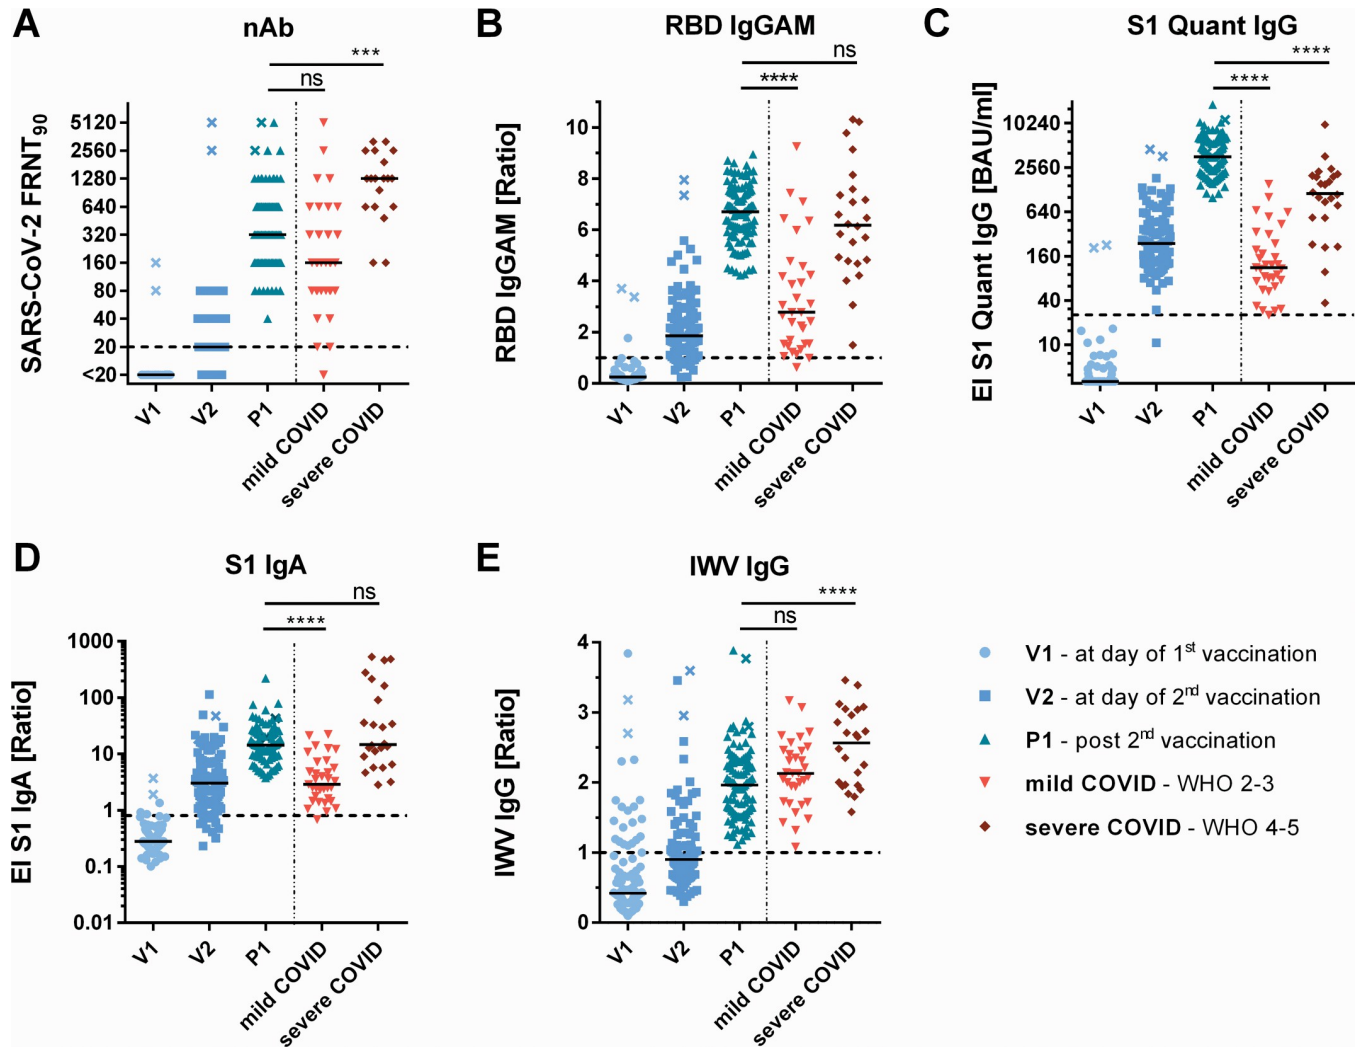 A
nAb
***
ns
SARS-CoV-2 FRNT90
5120
2560
1280
640
320
160
80
40
20
<20
V1
V2
P1
mild COVID
severe COVID
B
RBD IgGAM
ns
****
RBD IgGAM [Ratio]
10
8
6
4
2
0
V1
V2
P1
mild COVID
severe COVID
C
S1 Quant IgG
****
****
EI S1 Quant IgG [BAU/ml]
10240
2560
640
160
40
10
V1
V2
P1
mild COVID
severe COVID
D
S1 IgA
ns
****
EI S1 IgA [Ratio]
1000
100
10
1
0.1
0.01
V1
V2
P1
mild COVID
severe COVID
E
IWV IgG
****
ns
IWV IgG [Ratio]
4
3
2
1
0
V1
V2
P1
mild COVID
severe COVID
V1 - at day of 1st vaccination
V2 - at day of 2nd vaccination
P1 - post 2nd vaccination
mild COVID - WHO 2-3
severe COVID - WHO 4-5